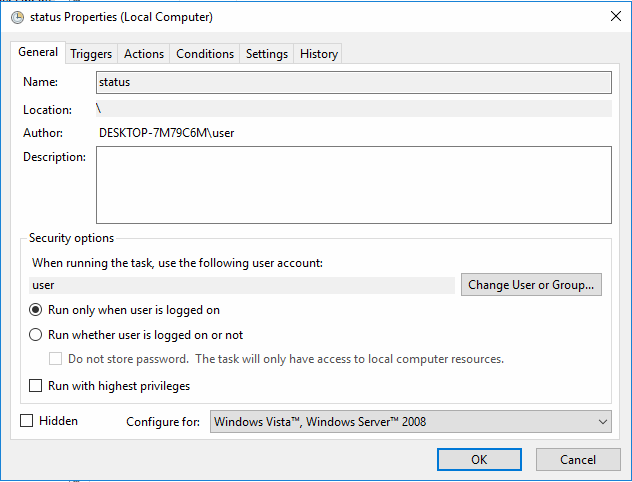 status Properties (Local Computer)
General Triggers Actions Conditions Settings History
Name: status
Location: \
Author: DESKTOP-7M79C6M\user
Description:
Security options
When running the task, use the following user account:
user Change User or Group...
Run only when user is logged on
Run whether user is logged on or not
Do not store password. The task will only have access to local computer resources.
Run with highest privileges
Hidden Configure for: Windows Vista™, Windows Server™ 2008
OK Cancel